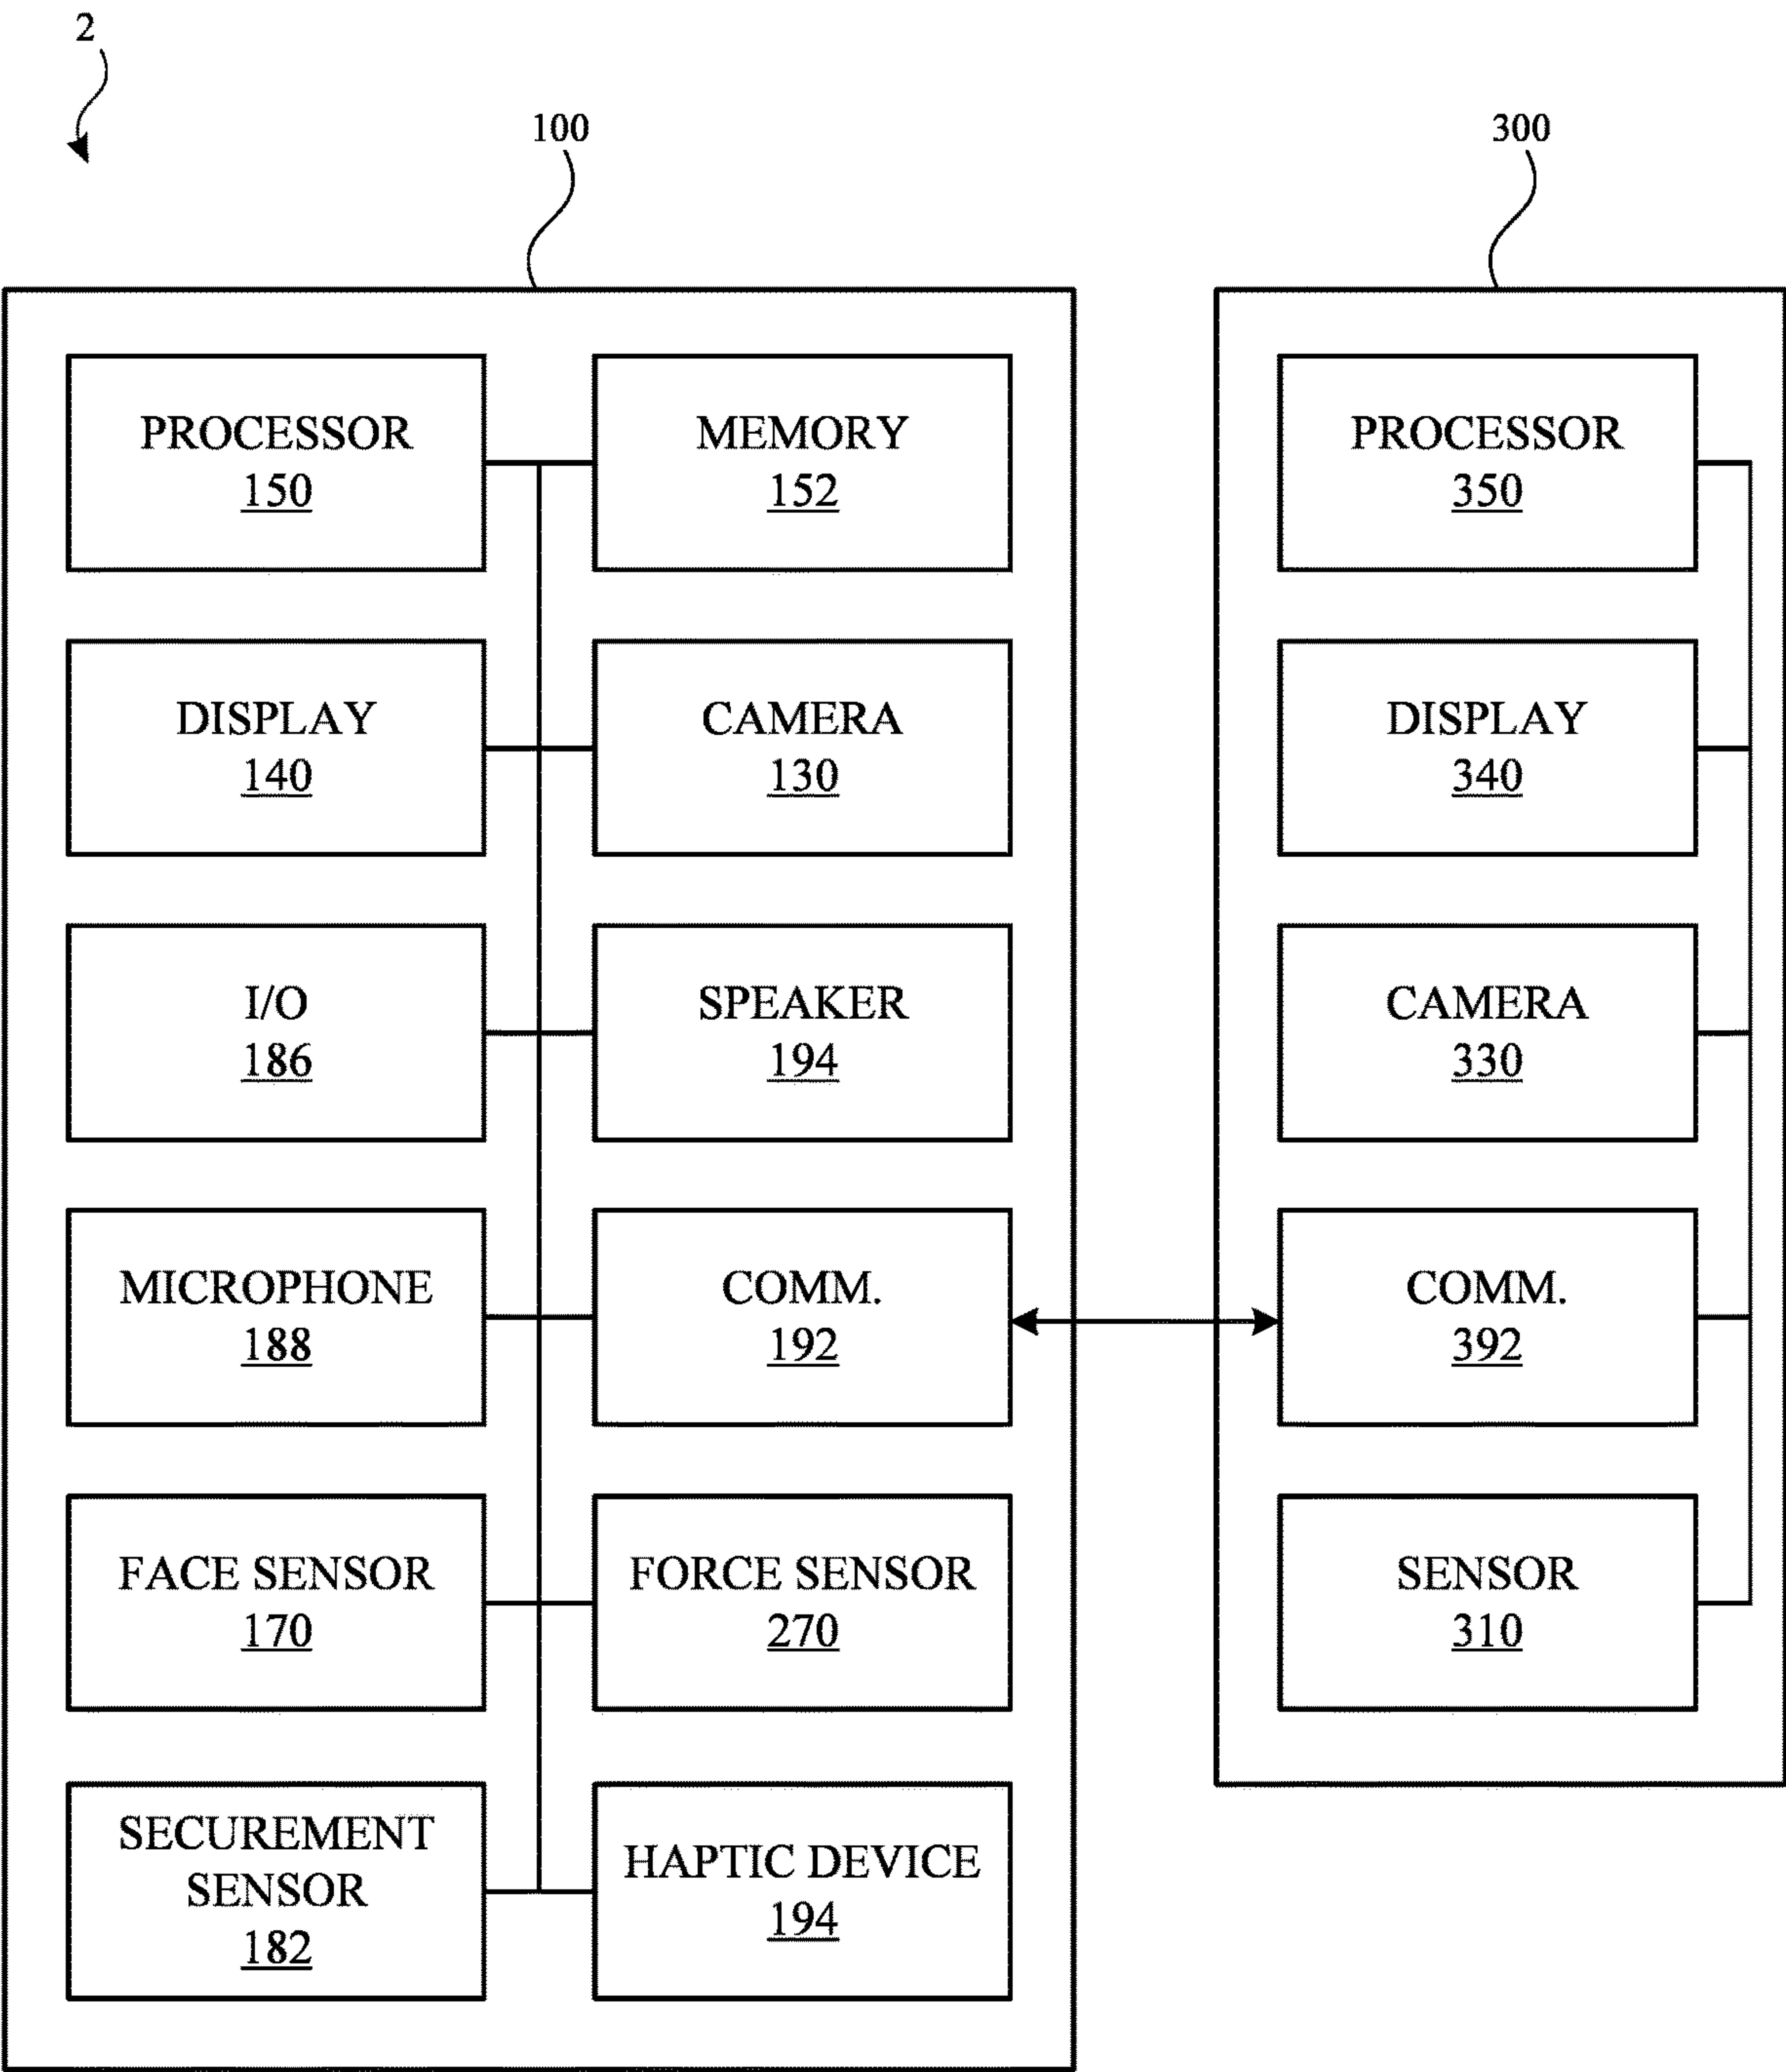 2
100
300
PROCESSOR
150
MEMORY
152
PROCESSOR
350
DISPLAY
140
CAMERA
130
DISPLAY
340
I/O
186
SPEAKER
194
CAMERA
330
MICROPHONE
188
COMM.
192
COMM.
392
FACE SENSOR
170
FORCE SENSOR
270
SENSOR
310
SECUREMENT
SENSOR
182
HAPTIC DEVICE
194